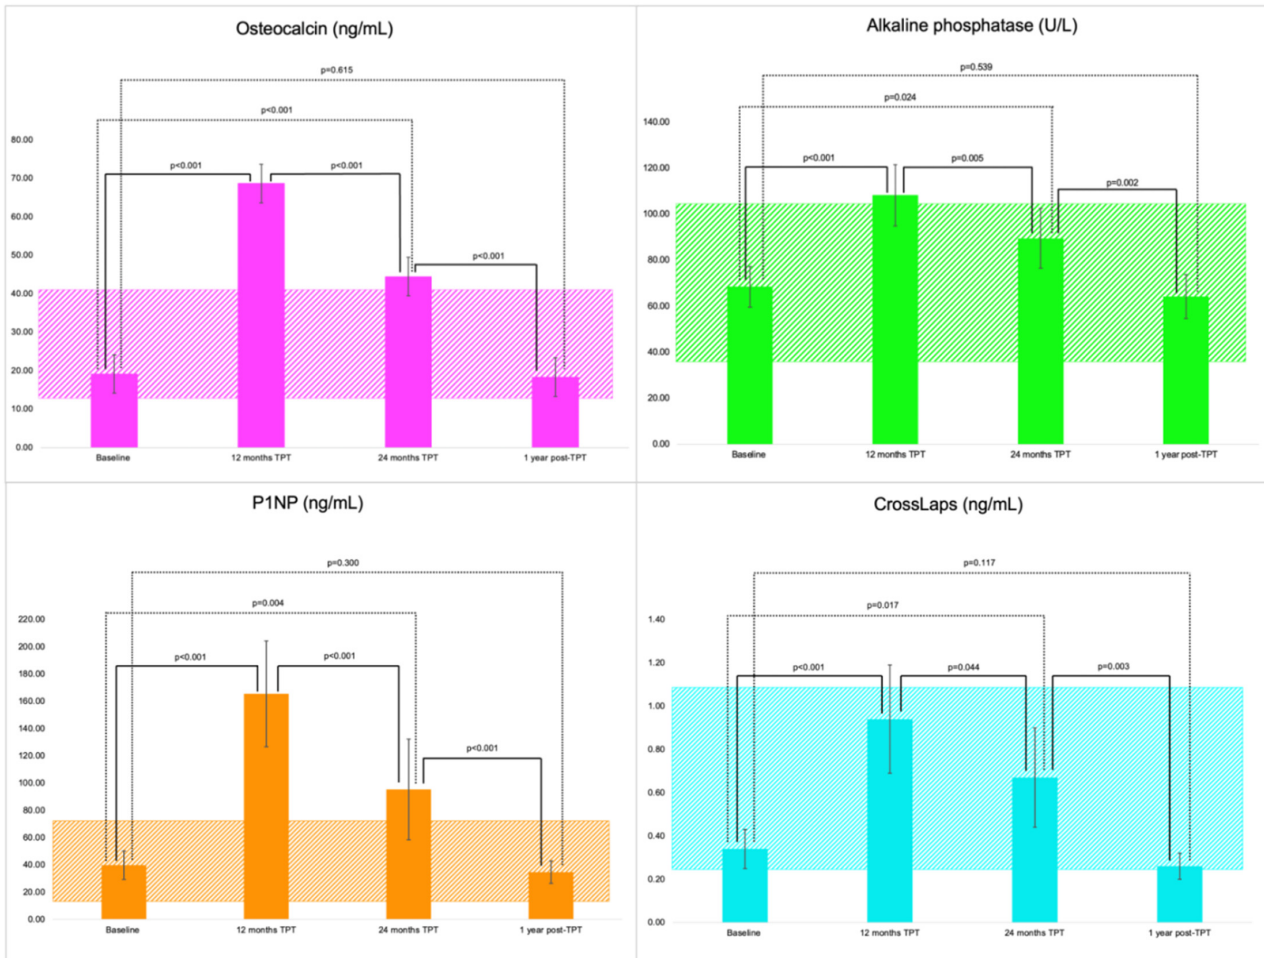 Osteocalcin (ng/mL)
p=0.615
p<0.001
80.00
p<0.001
p<0.001
70.00
60.00
50.00
p<0.001
40.00
30.00
20.00
10.00
0.00
Baseline
12 months TPT
24 months TPT
1 year post-TPT
Alkaline phosphatase (U/L)
p=0.539
p=0.024
140.00
p<0.001
p=0.005
120.00
p=0.002
100.00
80.00
60.00
40.00
20.00
0.00
Baseline
12 months TPT
24 months TPT
1 year post-TPT
P1NP (ng/mL)
p=0.300
p=0.004
220.00
200.00
p<0.001
p<0.001
180.00
160.00
140.00
120.00
p<0.001
100.00
80.00
60.00
40.00
20.00
0.00
Baseline
12 months TPT
24 months TPT
1 year post-TPT
CrossLaps (ng/mL)
p=0.117
p=0.017
1.40
1.20
p<0.001
p=0.044
p=0.003
1.00
0.80
0.60
0.40
0.20
0.00
Baseline
12 months TPT
24 months TPT
1 year post-TPT